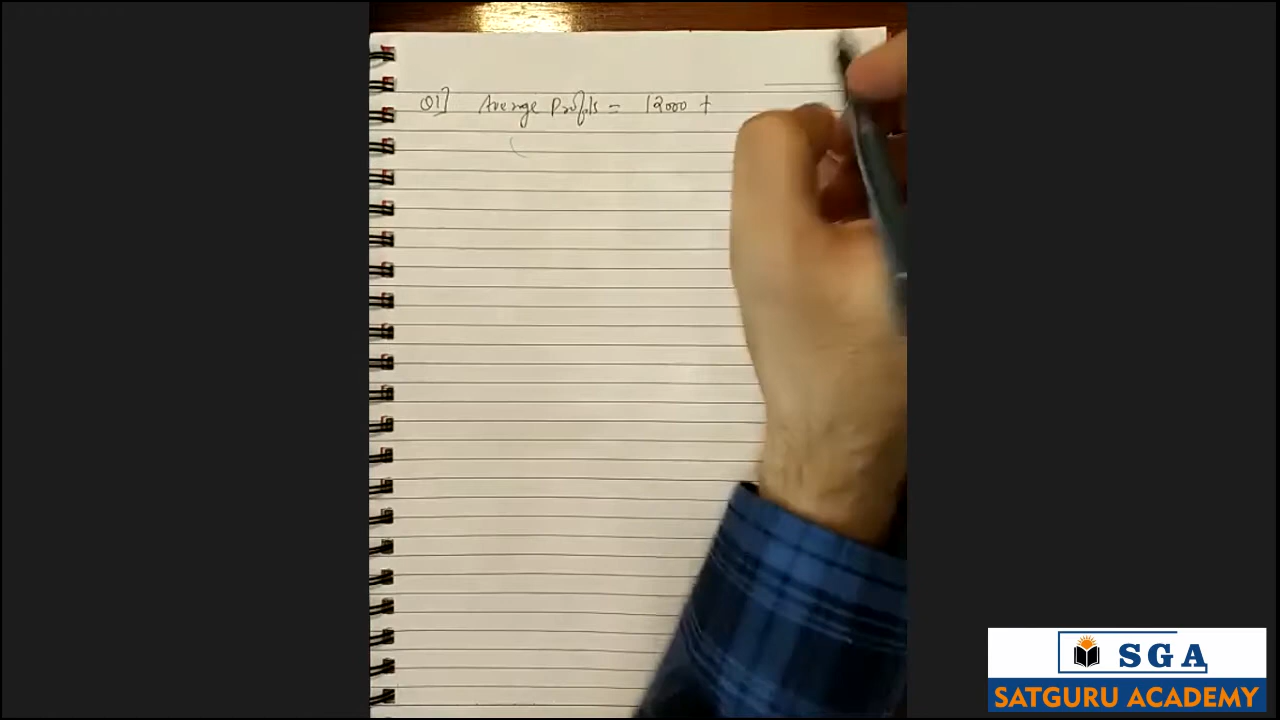 Q1] Average Profits = 12000 +
SGA
SATGURU ACADEMY